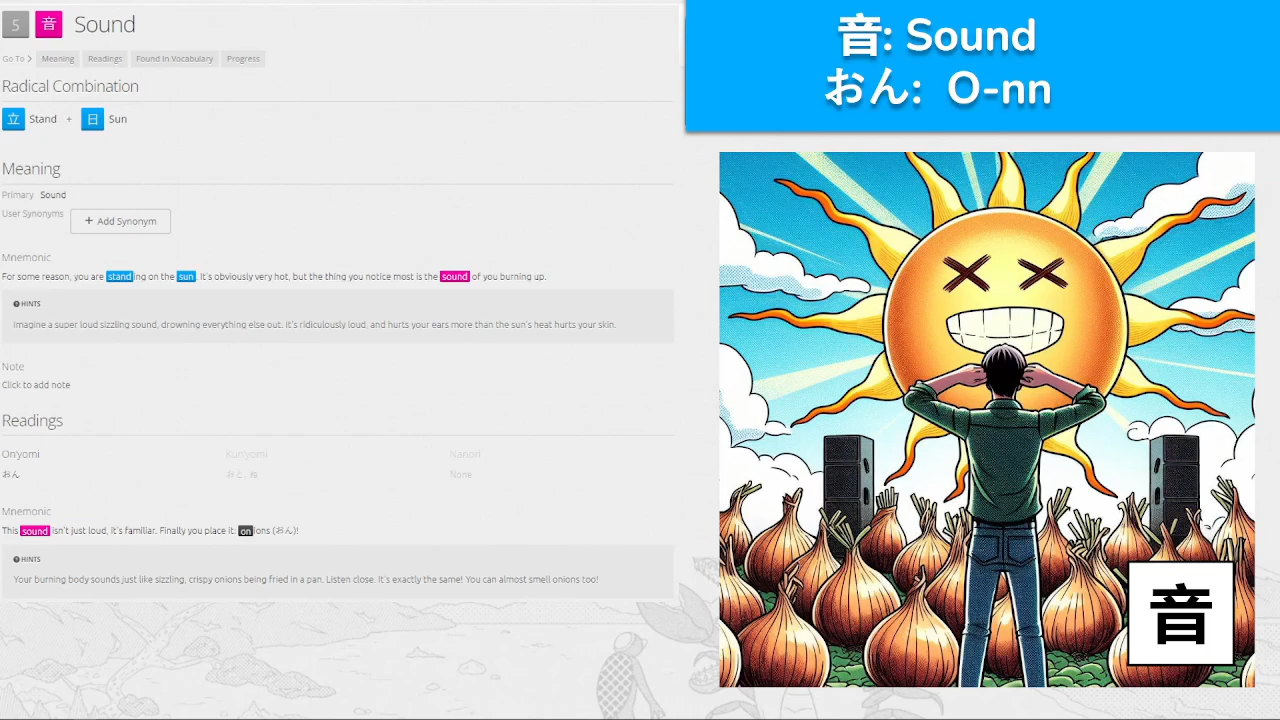 5 音 Sound
Go To Meaning Readings Found In Vocabulary Progress
Radical Combination
立 Stand + 日 Sun
Meaning
Primary Sound
User Synonyms + Add Synonym
Mnemonic
For some reason, you are standing on the sun. It's obviously very hot, but the thing you notice most is the sound of you burning up.
HINTS
Imagine a super loud sizzling sound, drowning everything else out. It's ridiculously loud, and hurts your ears more than the sun's heat hurts your skin.
Note
Click to add note
Readings
On'yomi Kun'yomi Nanori
おん おと、ね None
Mnemonic
This sound isn't just loud, it's familiar. Finally you place it: onions (おん)!
HINTS
Your burning body sounds just like sizzling, crispy onions being fried in a pan. Listen close. It's exactly the same! You can almost smell onions too!
音: Sound
おん: O-nn
音